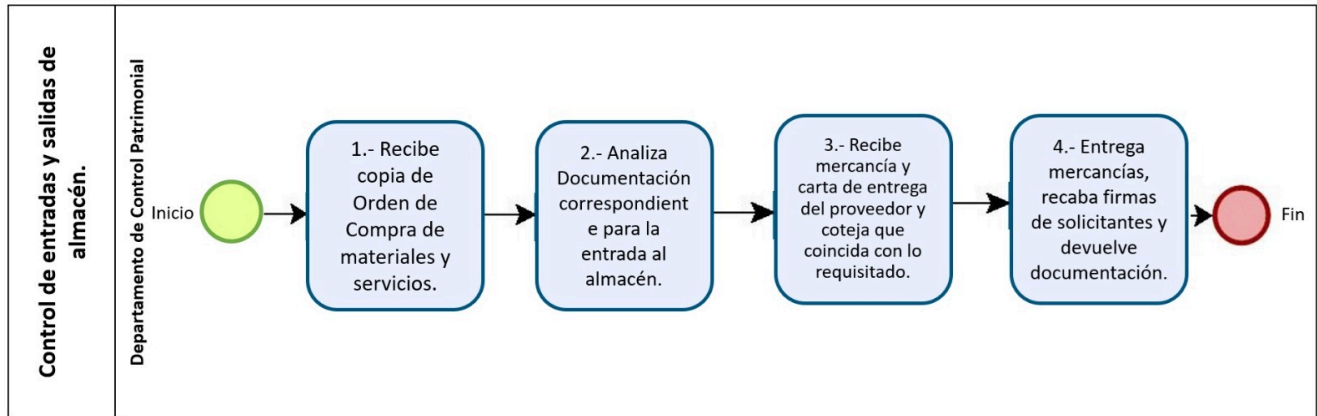 Control de entradas y salidas de
almacén.
Departamento de Control Patrimonial
Inicio
1.- Recibe
copia de
Orden de
Compra de
materiales y
servicios.
2.- Analiza
Documentación
correspondient
e para la
entrada al
almacén.
3.- Recibe
mercancía y
carta de entrega
del proveedor y
coteja que
coincida con lo
requisitado.
4.- Entrega
mercancías,
recaba firmas
de solicitantes y
devuelve
documentación.
Fin